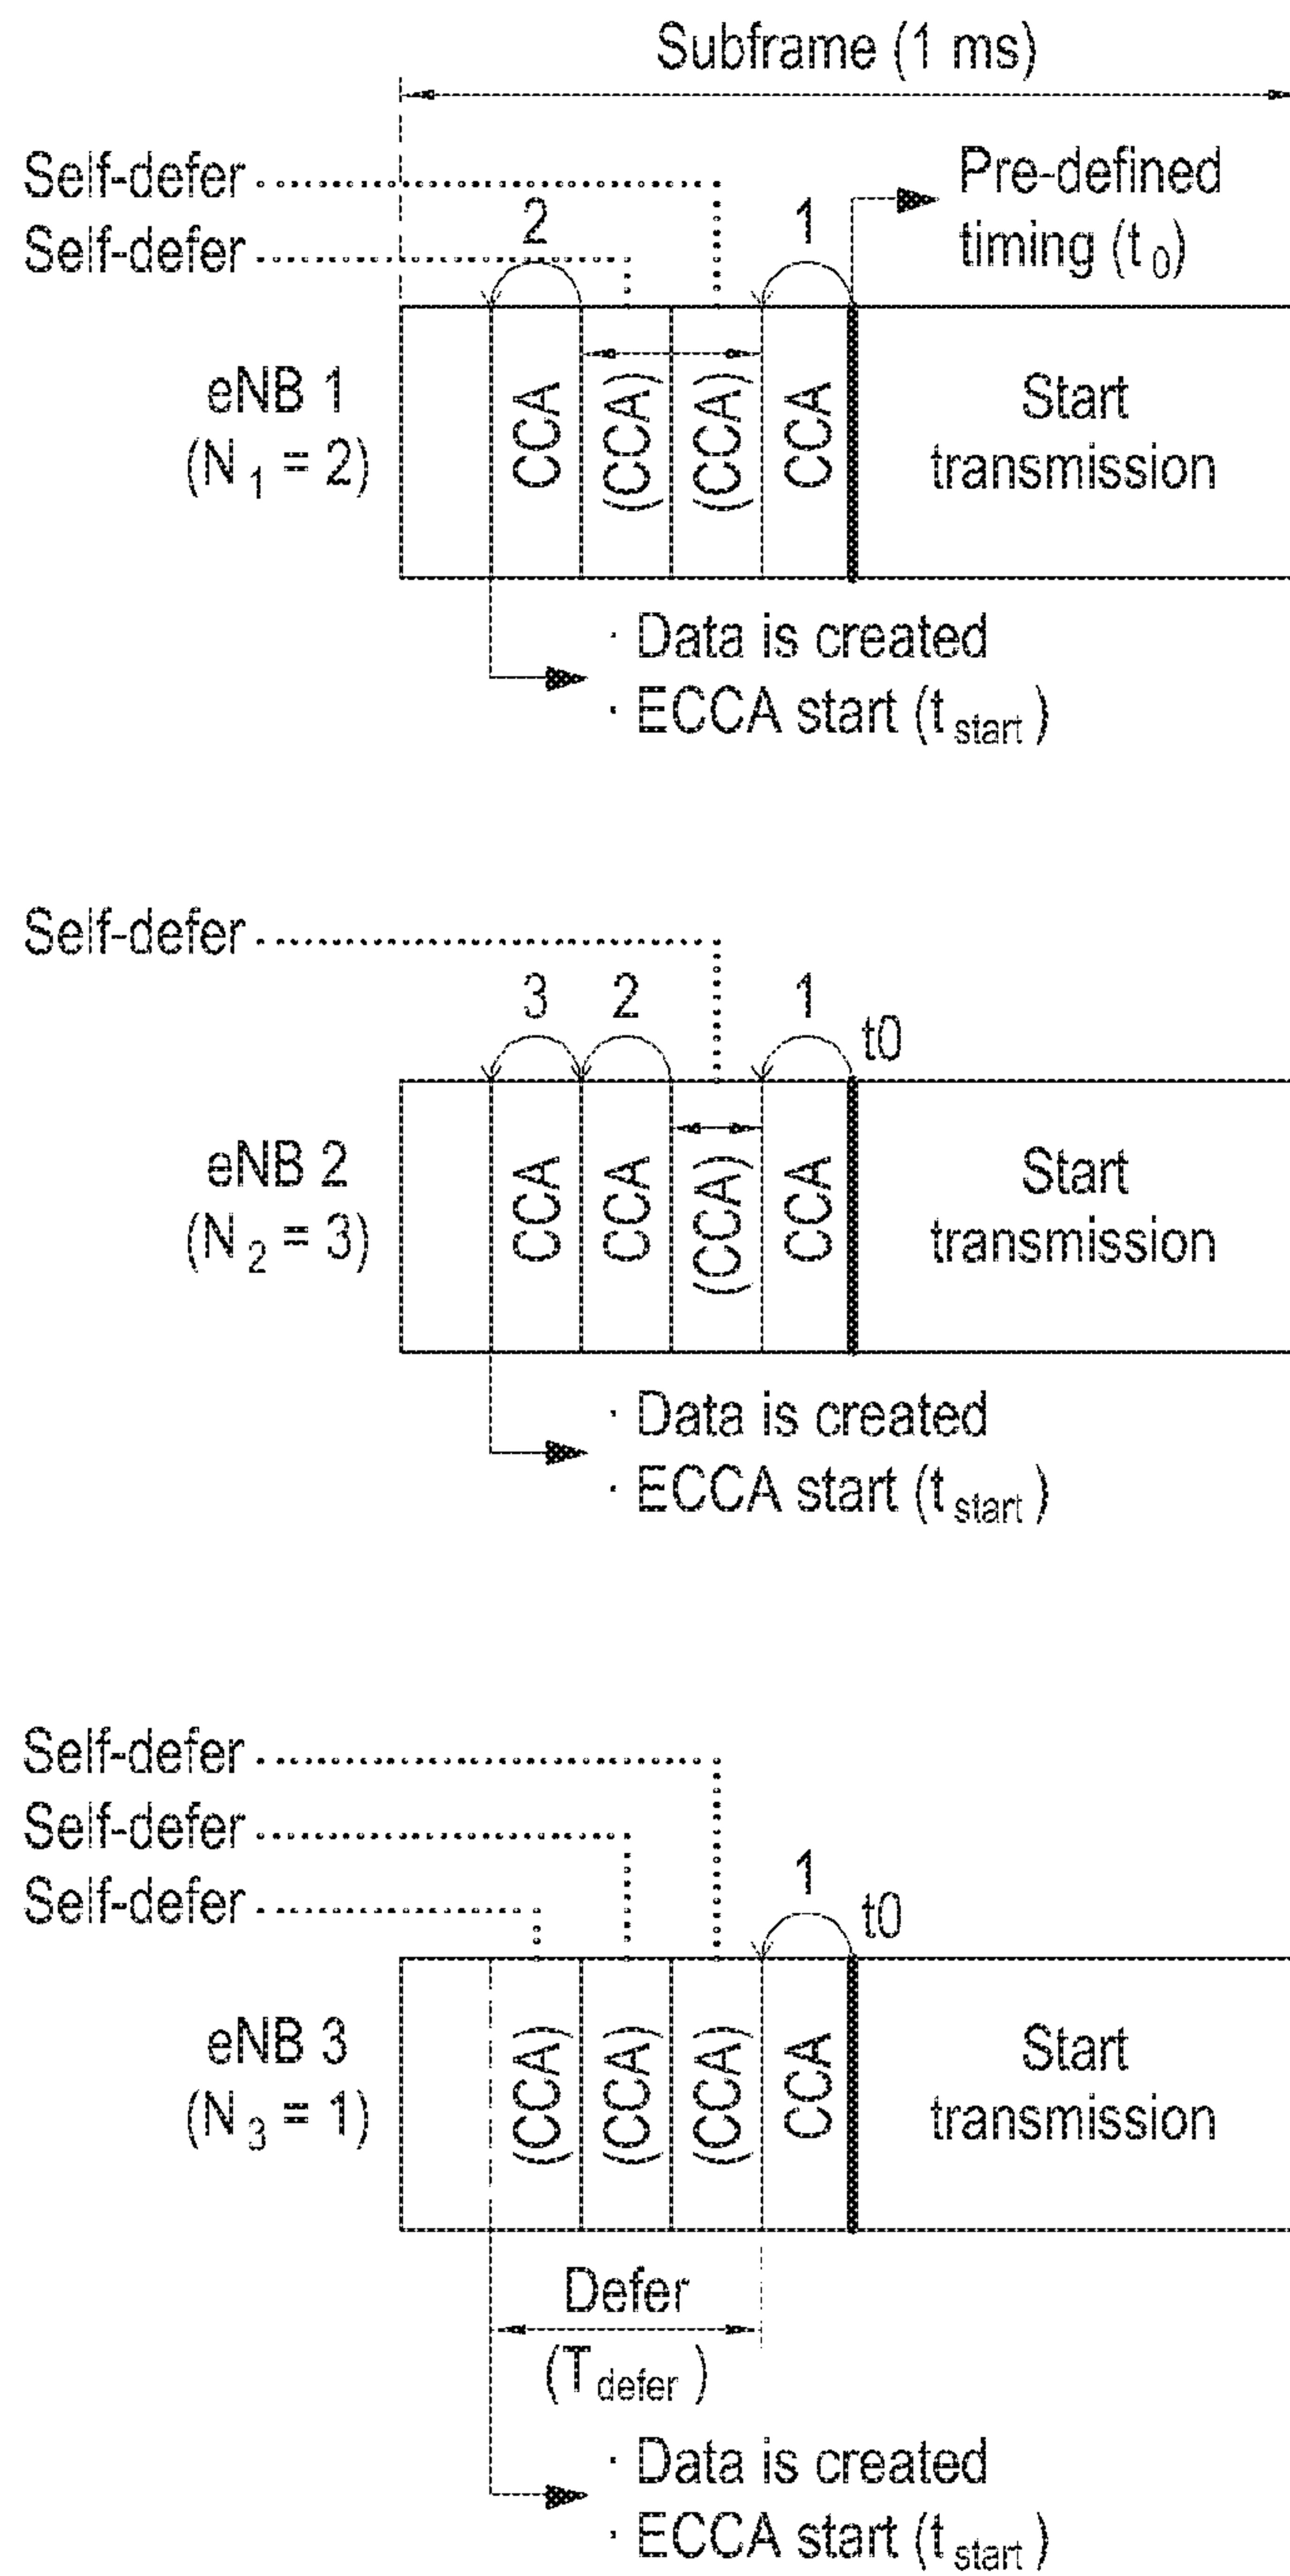 Subframe (1 ms)
Self-defer
Self-defer
2
1
Pre-defined
timing (t0)
eNB 1
(N1 = 2)
CCA
(CCA)
(CCA)
CCA
Start
transmission
· Data is created
· ECCA start (tstart)
Self-defer
3
2
1
t0
eNB 2
(N2 = 3)
CCA
CCA
(CCA)
CCA
Start
transmission
· Data is created
· ECCA start (tstart)
Self-defer
Self-defer
Self-defer
1
t0
eNB 3
(N3 = 1)
(CCA)
(CCA)
(CCA)
CCA
Start
transmission
Defer
(Tdefer)
· Data is created
· ECCA start (tstart)